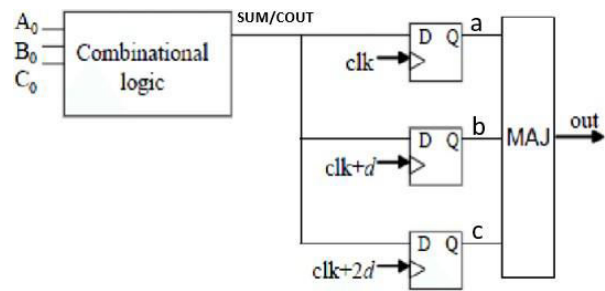 A0
B0
C0
Combinational
logic
SUM/COUT
D Q
a
clk
D Q
b
clk+d
D Q
c
clk+2d
MAJ
out